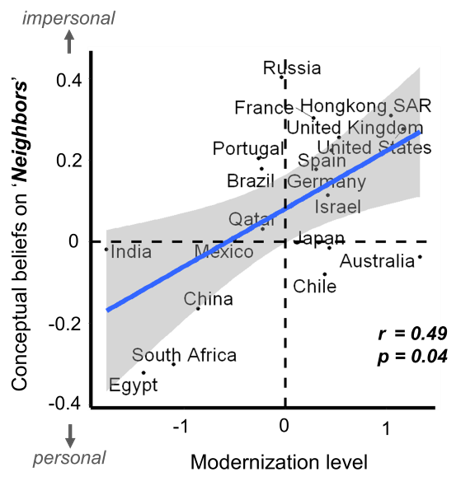 impersonal
Conceptual beliefs on 'Neighbors'
personal
0.4
0.2
0
-0.2
-0.4
Russia
France
Hongkong SAR
United Kingdom
United States
Portugal
Spain
Brazil
Germany
Israel
Qatar
India
Mexico
Japan
Australia
Chile
China
South Africa
Egypt
r = 0.49
p = 0.04
-1
0
1
Modernization level